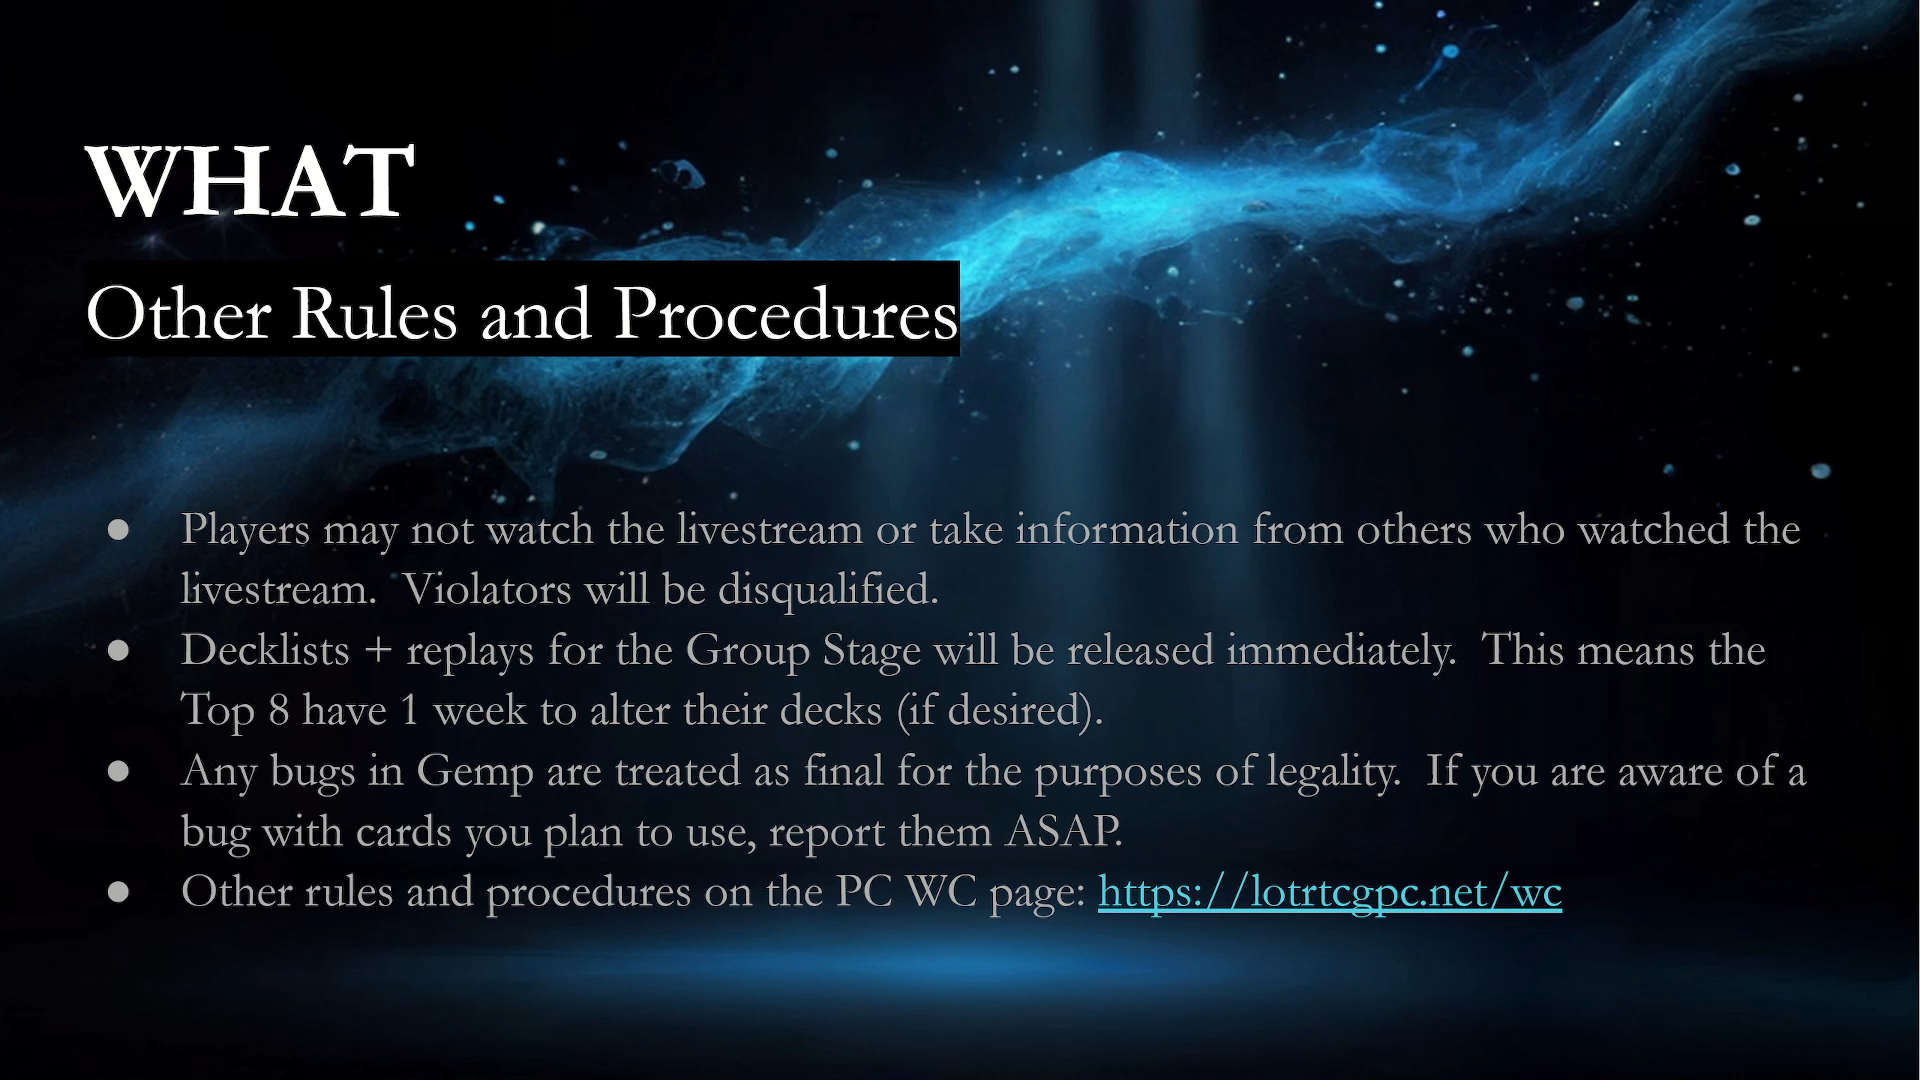 WHAT
Other Rules and Procedures
● Players may not watch the livestream or take information from others who watched the
livestream.  Violators will be disqualified.
● Decklists + replays for the Group Stage will be released immediately.  This means the
Top 8 have 1 week to alter their decks (if desired).
● Any bugs in Gemp are treated as final for the purposes of legality.  If you are aware of a
bug with cards you plan to use, report them ASAP.
● Other rules and procedures on the PC WC page: https://lotrtcgpc.net/wc